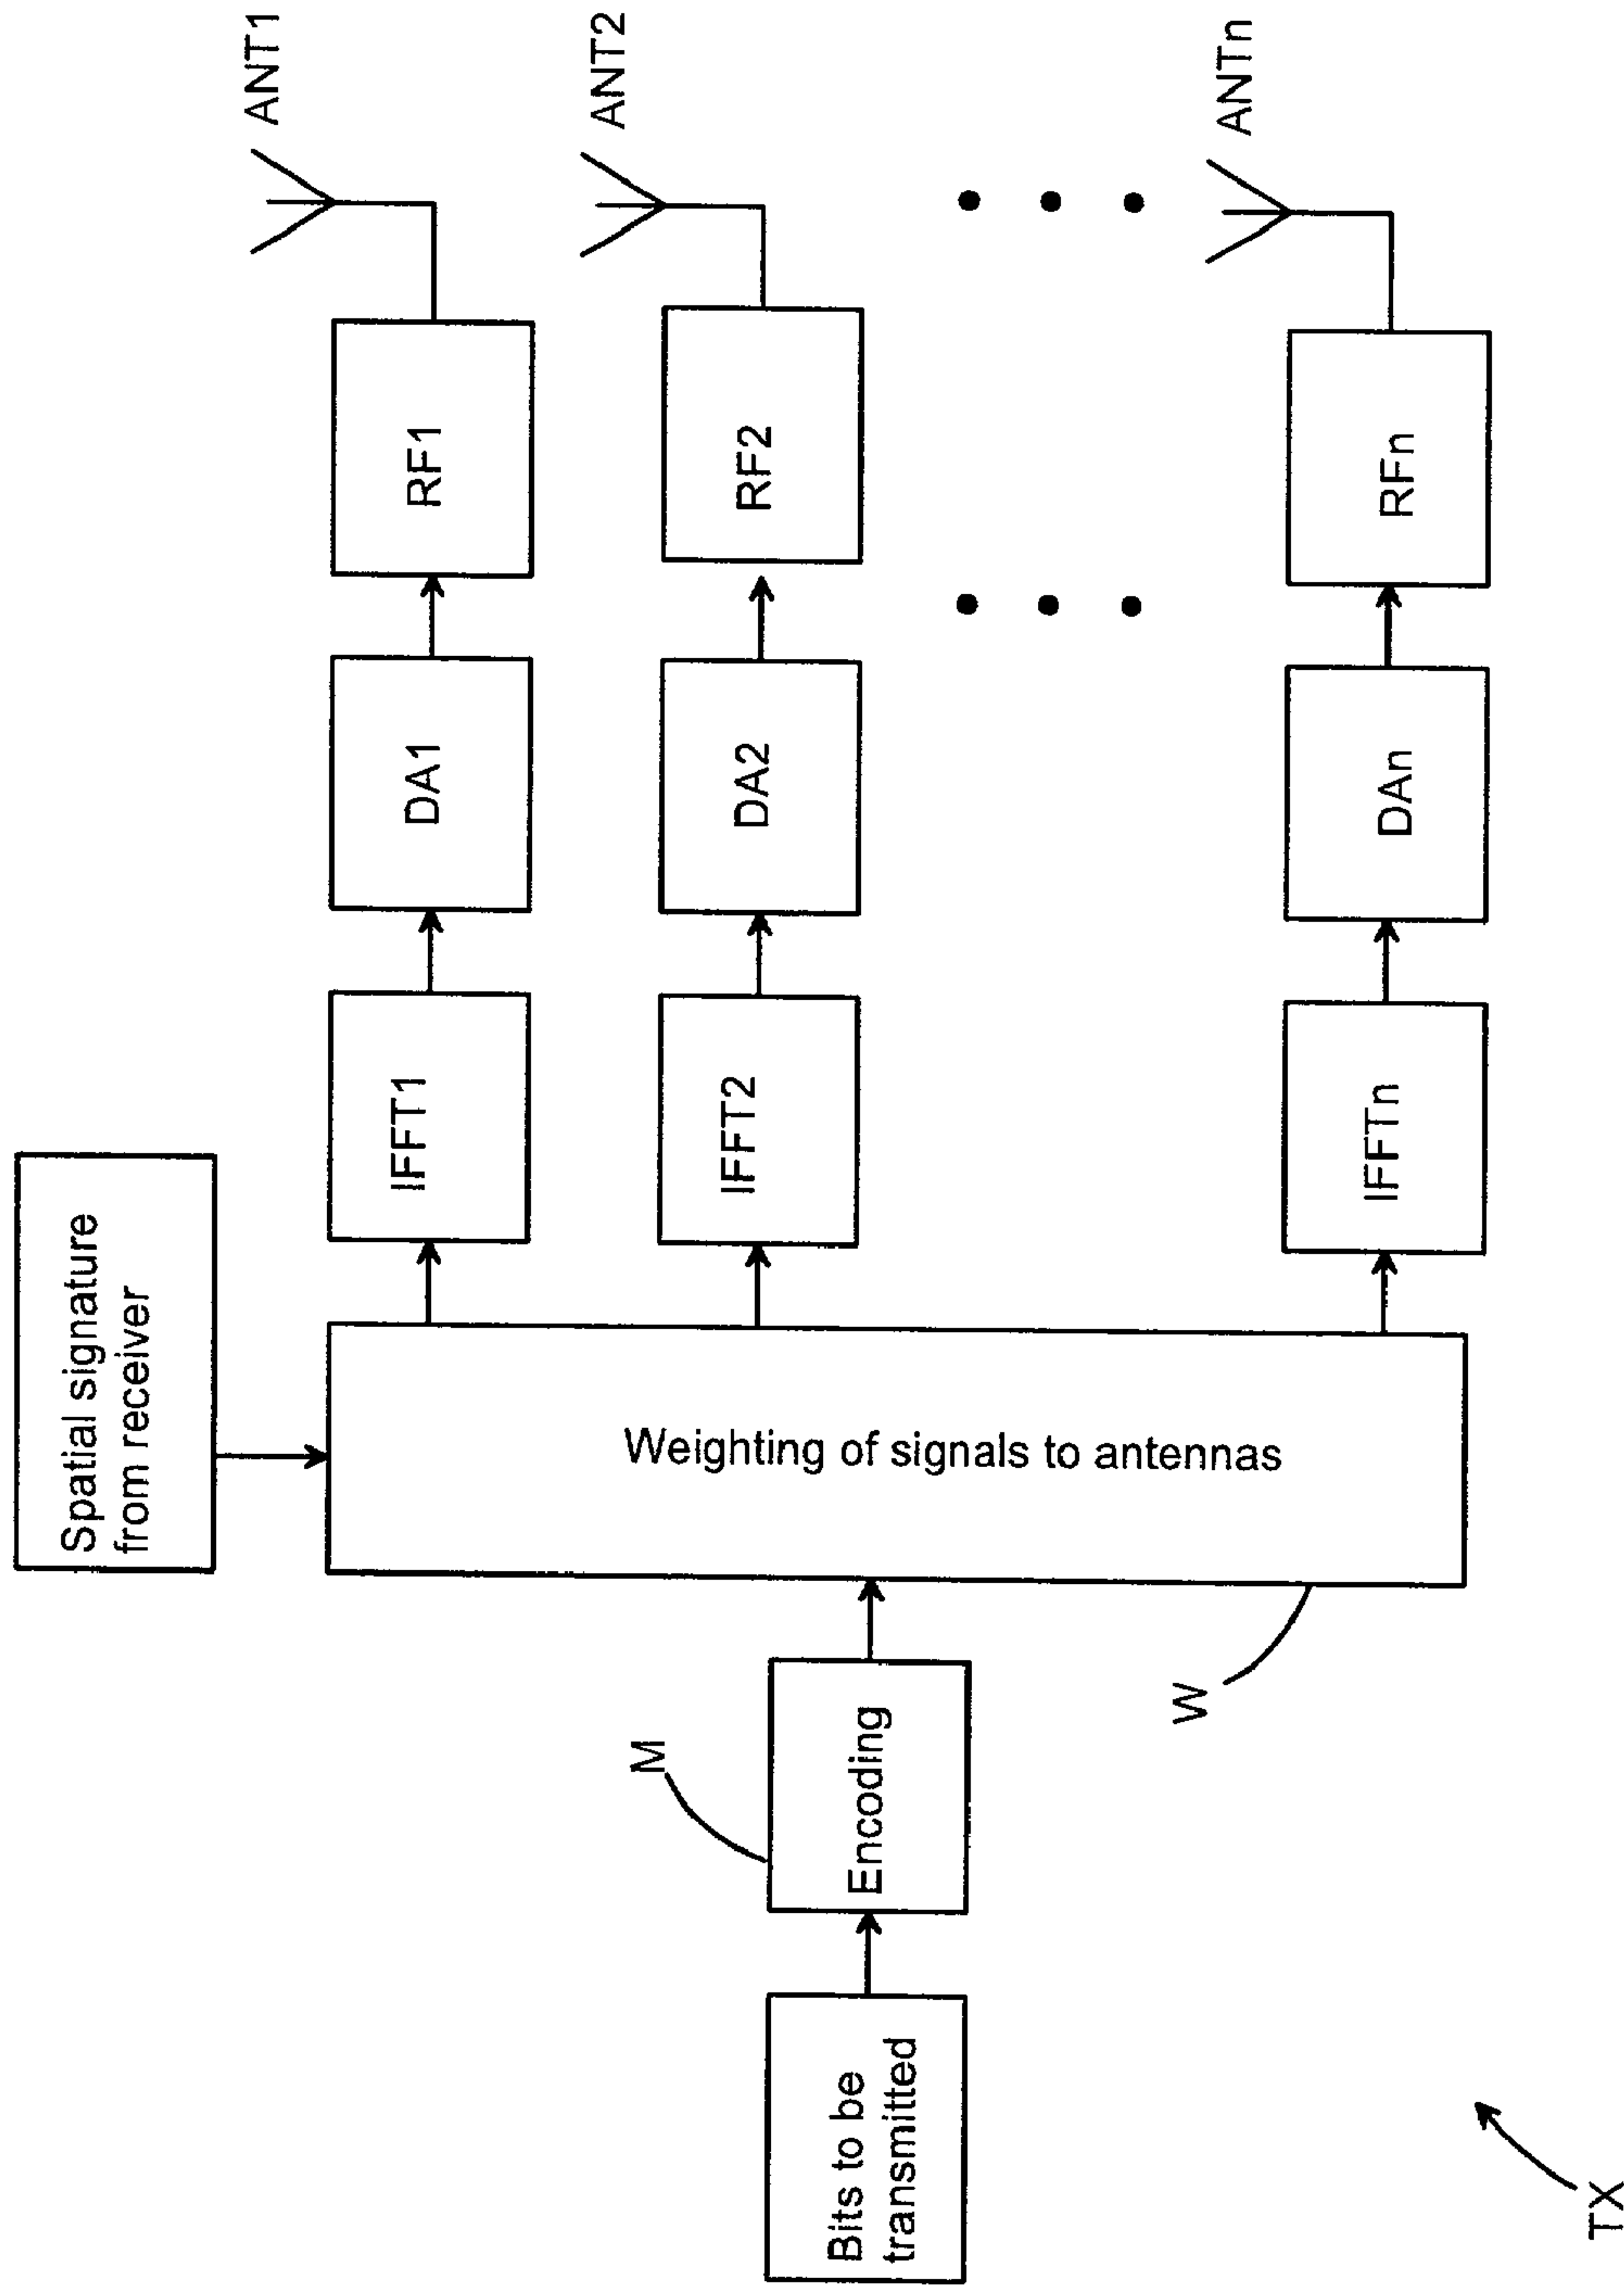 Spatial signature
from receiver
ANT1
IFFT1
DA1
RF1
ANT2
IFFT2
DA2
RF2
Bits to be
transmitted
M
Encoding
Weighting of signals to antennas
W
IFFTn
DAn
RFn
ANTn
TX